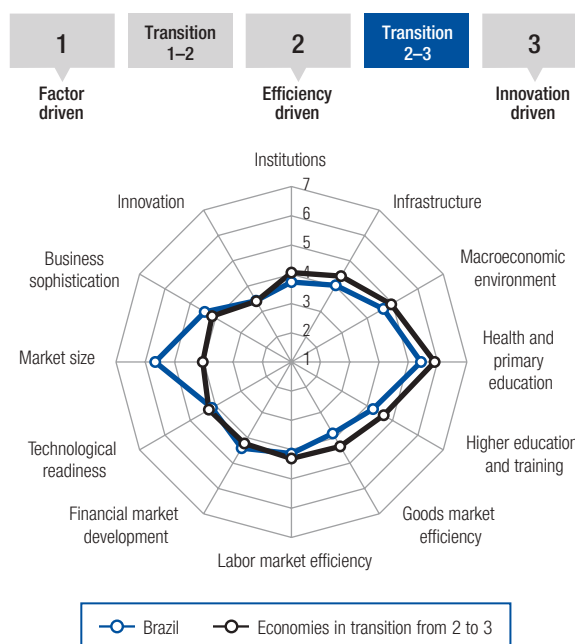 1
Transition
1–2
2
Transition
2–3
3
Factor
driven
Efficiency
driven
Innovation
driven
Institutions
7
Innovation
Infrastructure
6
5
Business
sophistication
Macroeconomic
environment
4
3
2
Market size
1
Health and
primary
education
Technological
readiness
Higher education
and training
Financial market
development
Goods market
efficiency
Labor market efficiency
Brazil
Economies in transition from 2 to 3